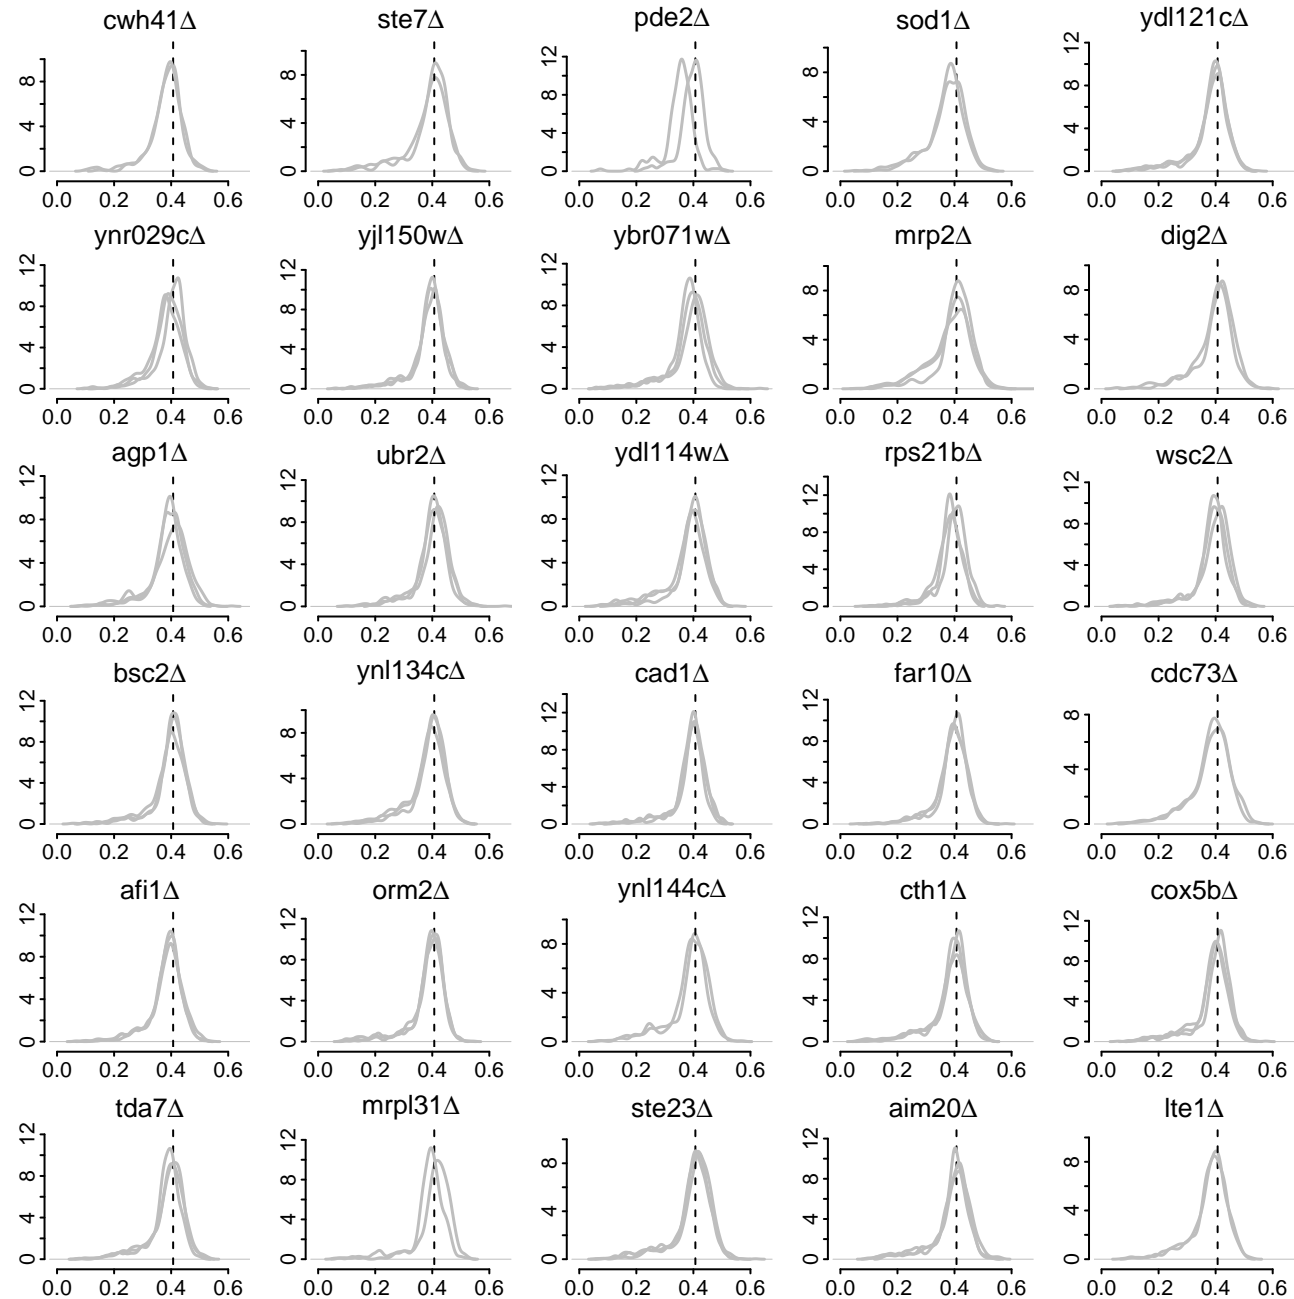 cwh41Δ ste7Δ pde2Δ sod1Δ ydl121cΔ
0 4 8 0 4 8 0 4 8 12 0 4 8 0 4 8 12
0.0 0.2 0.4 0.6 0.0 0.2 0.4 0.6 0.0 0.2 0.4 0.6 0.0 0.2 0.4 0.6 0.0 0.2 0.4 0.6
ynr029cΔ yjl150wΔ ybr071wΔ mrp2Δ dig2Δ
0 4 8 12 0 4 8 12 0 4 8 12 0 4 8 0 4 8
0.0 0.2 0.4 0.6 0.0 0.2 0.4 0.6 0.0 0.2 0.4 0.6 0.0 0.2 0.4 0.6 0.0 0.2 0.4 0.6
agp1Δ ubr2Δ ydl114wΔ rps21bΔ wsc2Δ
0 4 8 12 0 4 8 12 0 4 8 12 0 4 8 12 0 4 8 12
0.0 0.2 0.4 0.6 0.0 0.2 0.4 0.6 0.0 0.2 0.4 0.6 0.0 0.2 0.4 0.6 0.0 0.2 0.4 0.6
bsc2Δ ynl134cΔ cad1Δ far10Δ cdc73Δ
0 4 8 12 0 4 8 0 4 8 12 0 4 8 12 0 4 8
0.0 0.2 0.4 0.6 0.0 0.2 0.4 0.6 0.0 0.2 0.4 0.6 0.0 0.2 0.4 0.6 0.0 0.2 0.4 0.6
afi1Δ orm2Δ ynl144cΔ cth1Δ cox5bΔ
0 4 8 12 0 4 8 12 0 4 8 0 4 8 12 0 4 8 12
0.0 0.2 0.4 0.6 0.0 0.2 0.4 0.6 0.0 0.2 0.4 0.6 0.0 0.2 0.4 0.6 0.0 0.2 0.4 0.6
tda7Δ mrpl31Δ ste23Δ aim20Δ lte1Δ
0 4 8 12 0 4 8 12 0 4 8 0 4 8 12 0 4 8
0.0 0.2 0.4 0.6 0.0 0.2 0.4 0.6 0.0 0.2 0.4 0.6 0.0 0.2 0.4 0.6 0.0 0.2 0.4 0.6